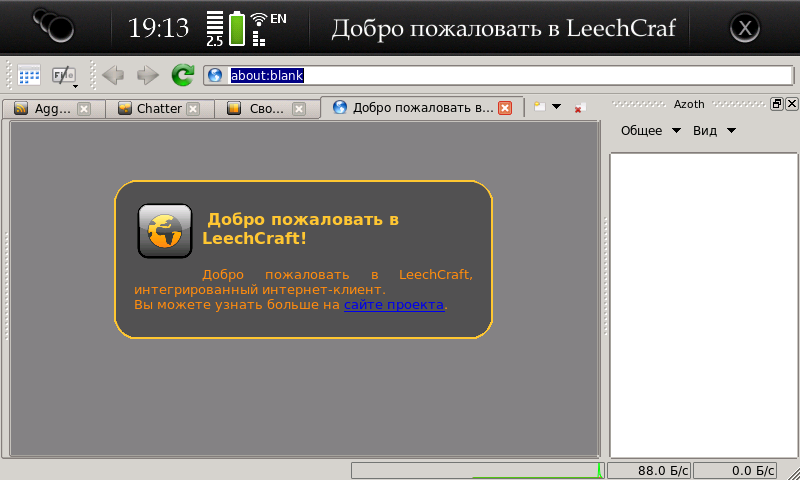 19:13
2.5
EN
Добро пожаловать в LeechCraf
File
about:blank
Agg...
Chatter
Сво...
Добро пожаловать в...
Azoth
Общее
Вид
Добро пожаловать в
LeechCraft!
Добро пожаловать в LeechCraft,
интегрированный интернет-клиент.
Вы можете узнать больше на сайте проекта.
88.0 Б/с
0.0 Б/с